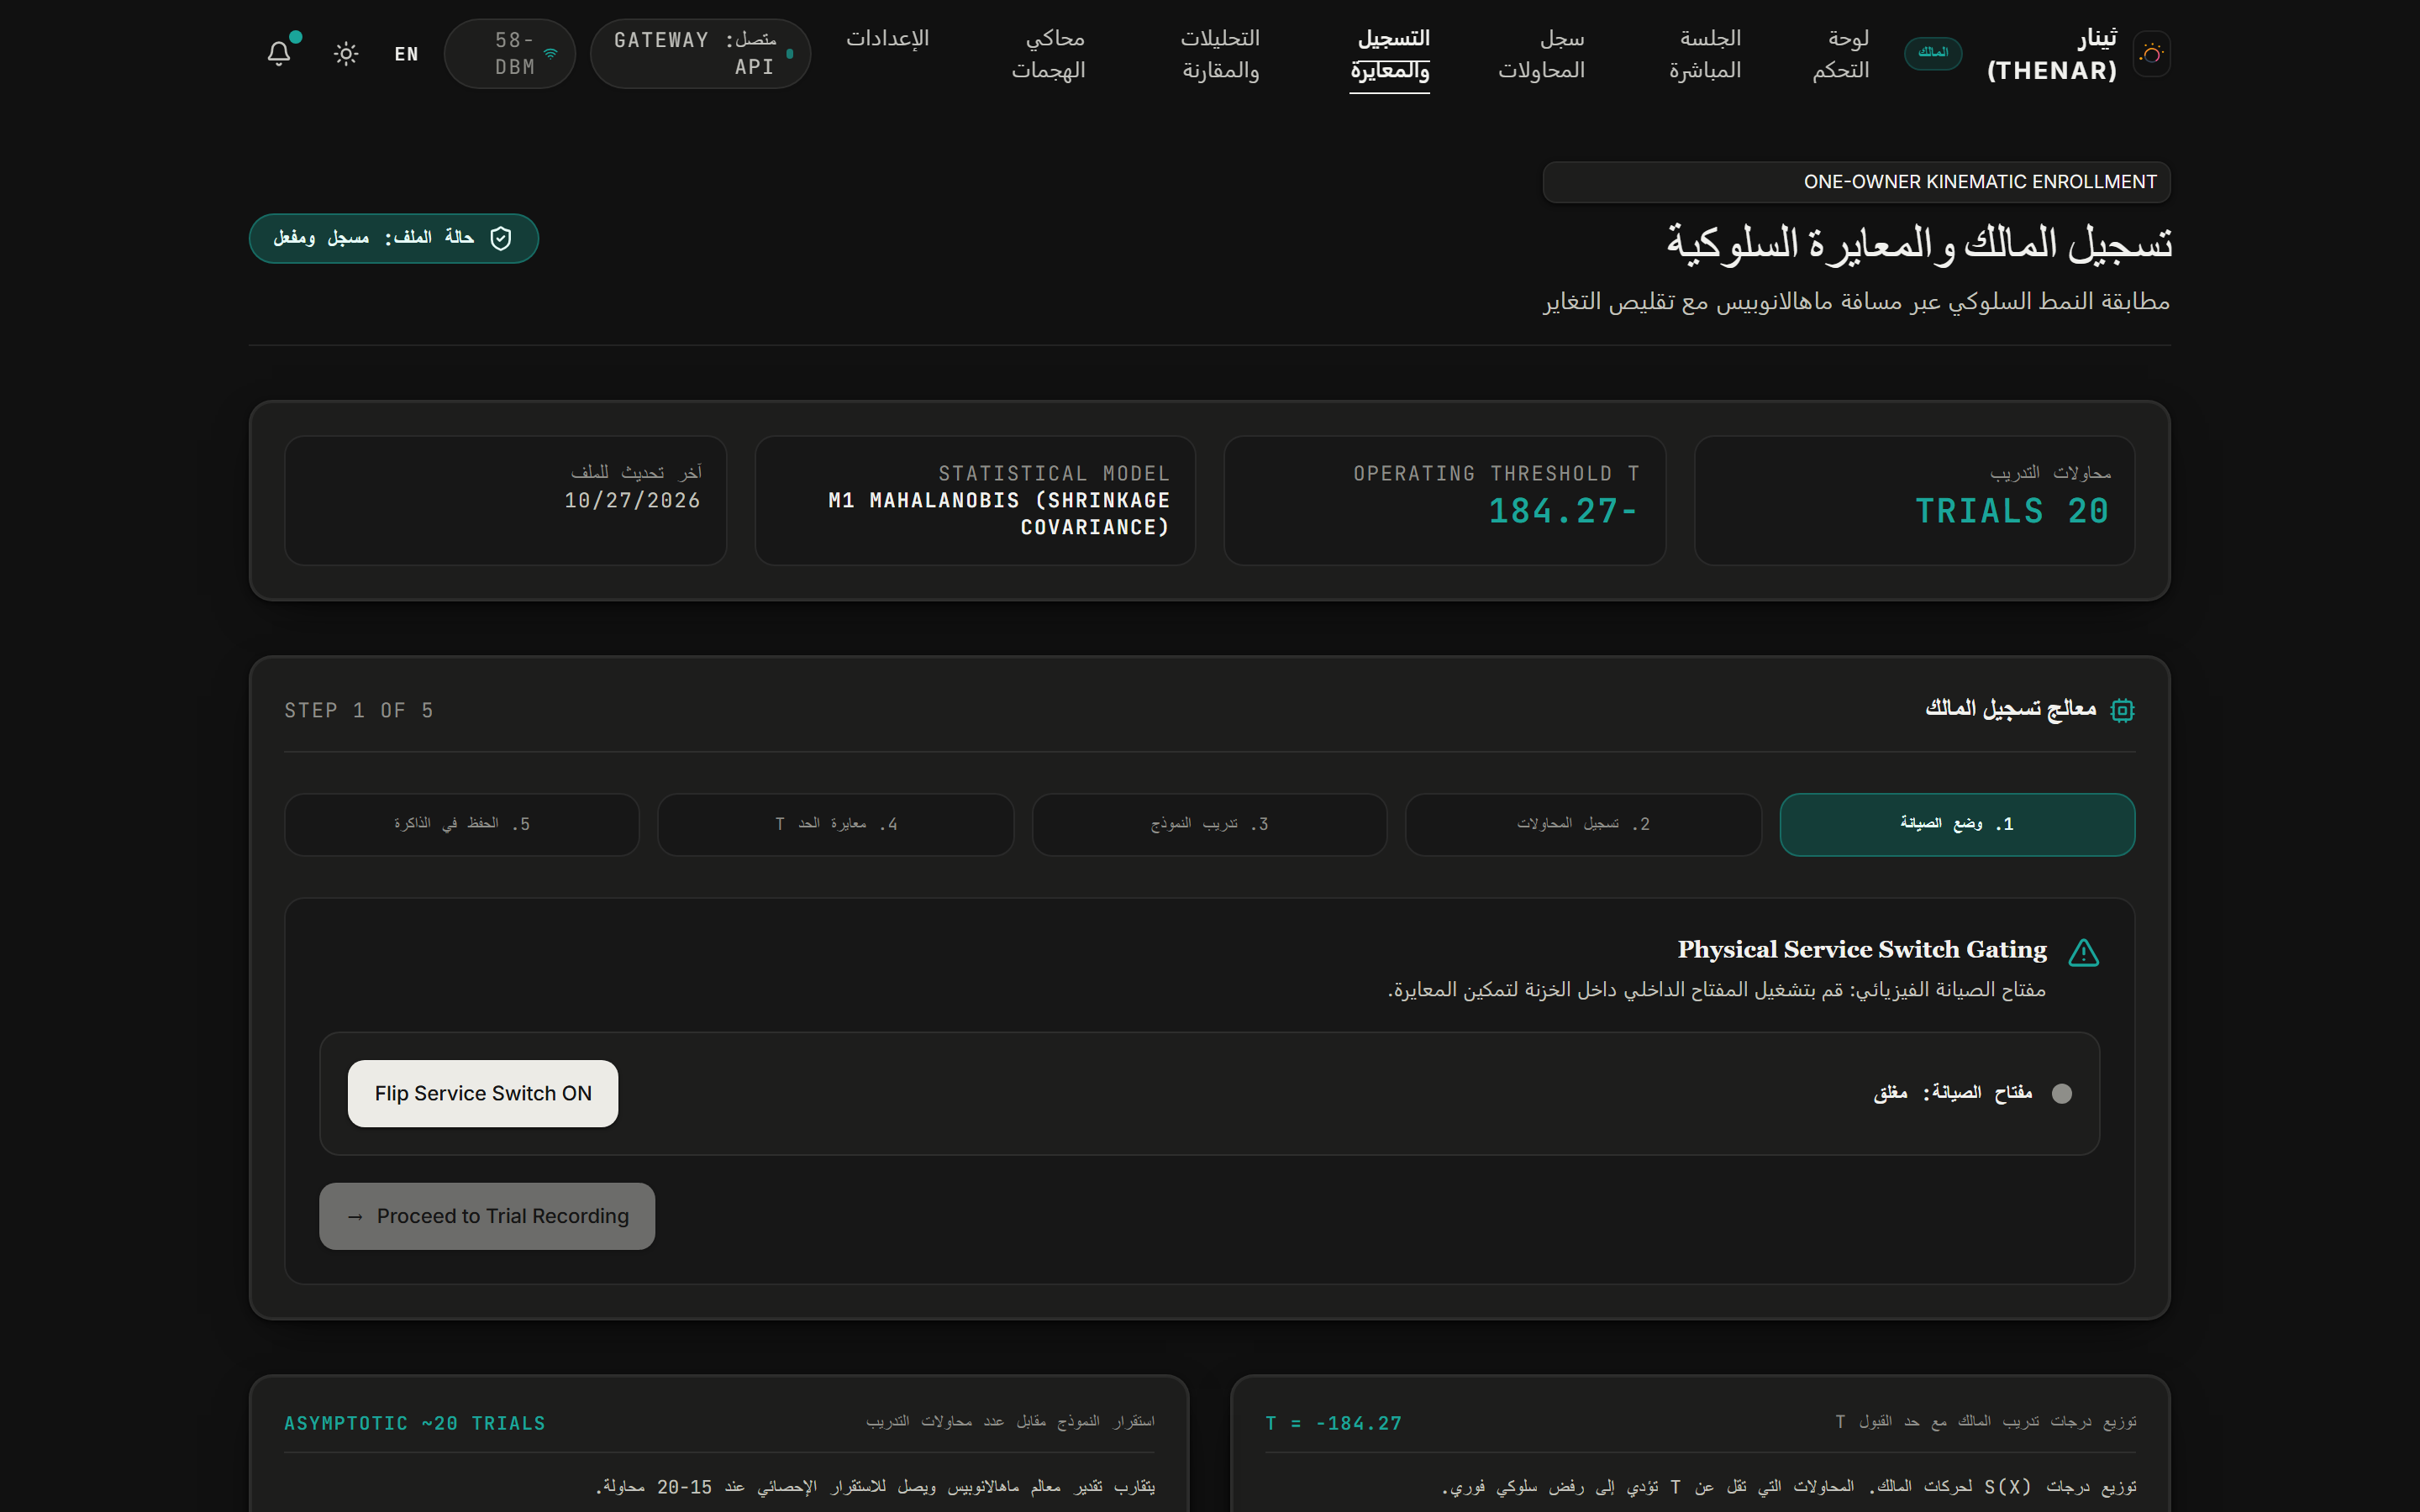 ثينار
(THENAR)
المالك
لوحة
التحكم
الجلسة
المباشرة
سجل
المحاولات
التسجيل
والمعايرة
التحليلات
والمقارنة
محاكي
الهجمات
الإعدادات
متصل: GATEWAY
API
58-
DBM
EN
ONE-OWNER KINEMATIC ENROLLMENT
تسجيل المالك والمعايرة السلوكية
مطابقة النمط السلوكي عبر مسافة ماهالانوبيس مع تقليص التغاير
حالة الملف: مسجل ومفعل
محاولات التدريب
TRIALS 20
OPERATING THRESHOLD T
184.27-
STATISTICAL MODEL
M1 MAHALANOBIS (SHRINKAGE
COVARIANCE)
آخر تحديث للملف
10/27/2026
معالج تسجيل المالك
STEP 1 OF 5
1. وضع الصيانة
2. تسجيل المحاولات
3. تدريب النموذج
4. معايرة الحد T
5. الحفظ في الذاكرة
Physical Service Switch Gating
مفتاح الصيانة الفيزيائي: قم بتشغيل المفتاح الداخلي داخل الخزنة لتمكين المعايرة.
مفتاح الصيانة: مغلق
Flip Service Switch ON
→ Proceed to Trial Recording
توزيع درجات تدريب المالك مع حد القبول T
T = -184.27
توزيع درجات S(X) لحركات المالك. المحاولات التي تقل عن T تؤدي إلى رفض سلوكي فوري.
استقرار النموذج مقابل عدد محاولات التدريب
ASYMPTOTIC ~20 TRIALS
يتقارب تقدير معالم ماهالانوبيس ويصل للاستقرار الإحصائي عند 15-20 محاولة.